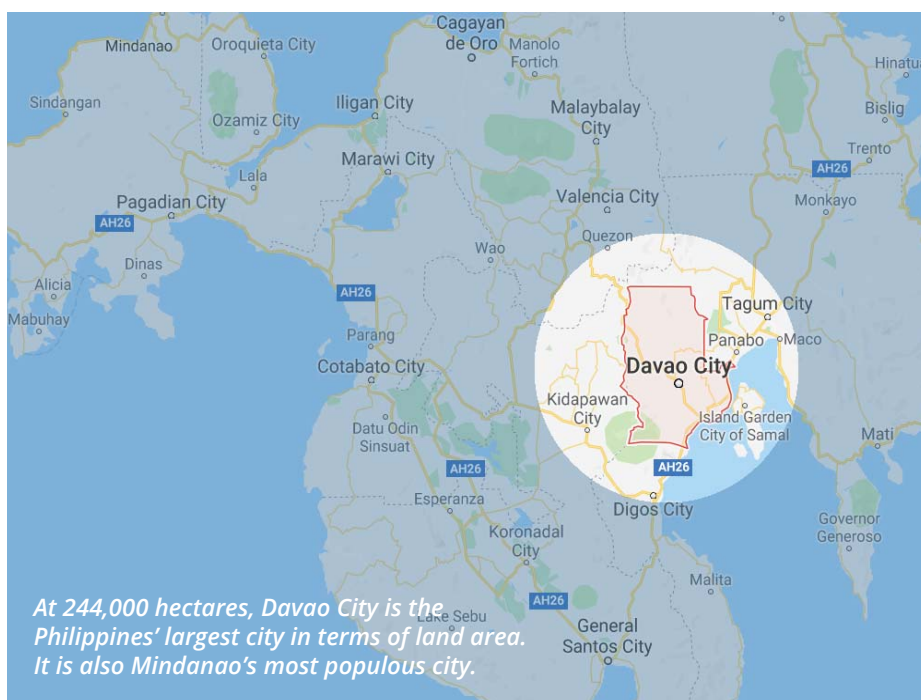 Cagayan
de Oro
Mindanao
Oroquieta City
Manolo
Fortich
Hinatua
Sindangan
Iligan City
Malaybalay
City
Bislig
Ozamiz City
Marawi City
Trento
AH26
Lala
Valencia City
Pagadian City
Monkayo
AH26
Quezon
Wao
Dinas
Alicia
AH26
Tagum City
Mabuhay
Parang
Panabo
Maco
Cotabato City
Davao City
Kidapawan
City
Island Garden
City of Samal
Datu Odin
Sinsuat
Mati
AH26
AH26
Esperanza
Digos City
Koronadal
City
Governor
Generoso
Malita
At 244,000 hectares, Davao City is the
Philippines' largest city in terms of land area.
It is also Mindanao's most populous city.
Lake Sebu
AH26
General
Santos City